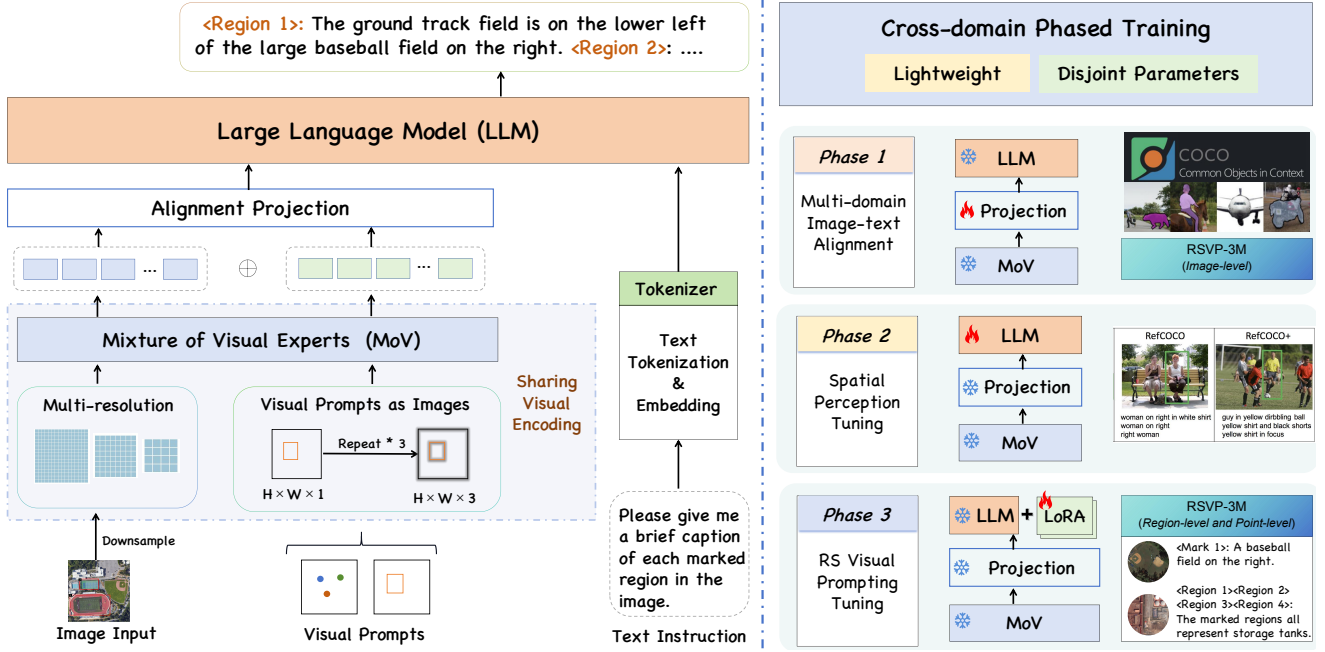 <Region 1>: The ground track field is on the lower left
of the large baseball field on the right. <Region 2>: ....
Large Language Model (LLM)
Alignment Projection
...
...
Mixture of Visual Experts (MoV)
Multi-resolution
Visual Prompts as Images
Repeat * 3
H × W × 1
H × W × 3
Sharing
Visual
Encoding
Downsample
Image Input
Visual Prompts
Tokenizer
Text
Tokenization
&
Embedding
Please give me
a brief caption
of each marked
region in the
image.
Text Instruction
Cross-domain Phased Training
Lightweight
Disjoint Parameters
Phase 1
Multi-domain
Image-text
Alignment
LLM
Projection
MoV
COCO
Common Objects in Context
RSVP-3M
(Image-level)
Phase 2
Spatial
Perception
Tuning
LLM
Projection
MoV
RefCOCO
woman on right in white shirt
woman on right
right woman
RefCOCO+
guy in yellow dirbbling ball
yellow shirt and black shorts
yellow shirt in focus
Phase 3
RS Visual
Prompting
Tuning
LLM + LoRA
Projection
MoV
RSVP-3M
(Region-level and Point-level)
<Mark 1>: A baseball
field on the right.
<Region 1><Region 2>
<Region 3><Region 4>:
The marked regions all
represent storage tanks.